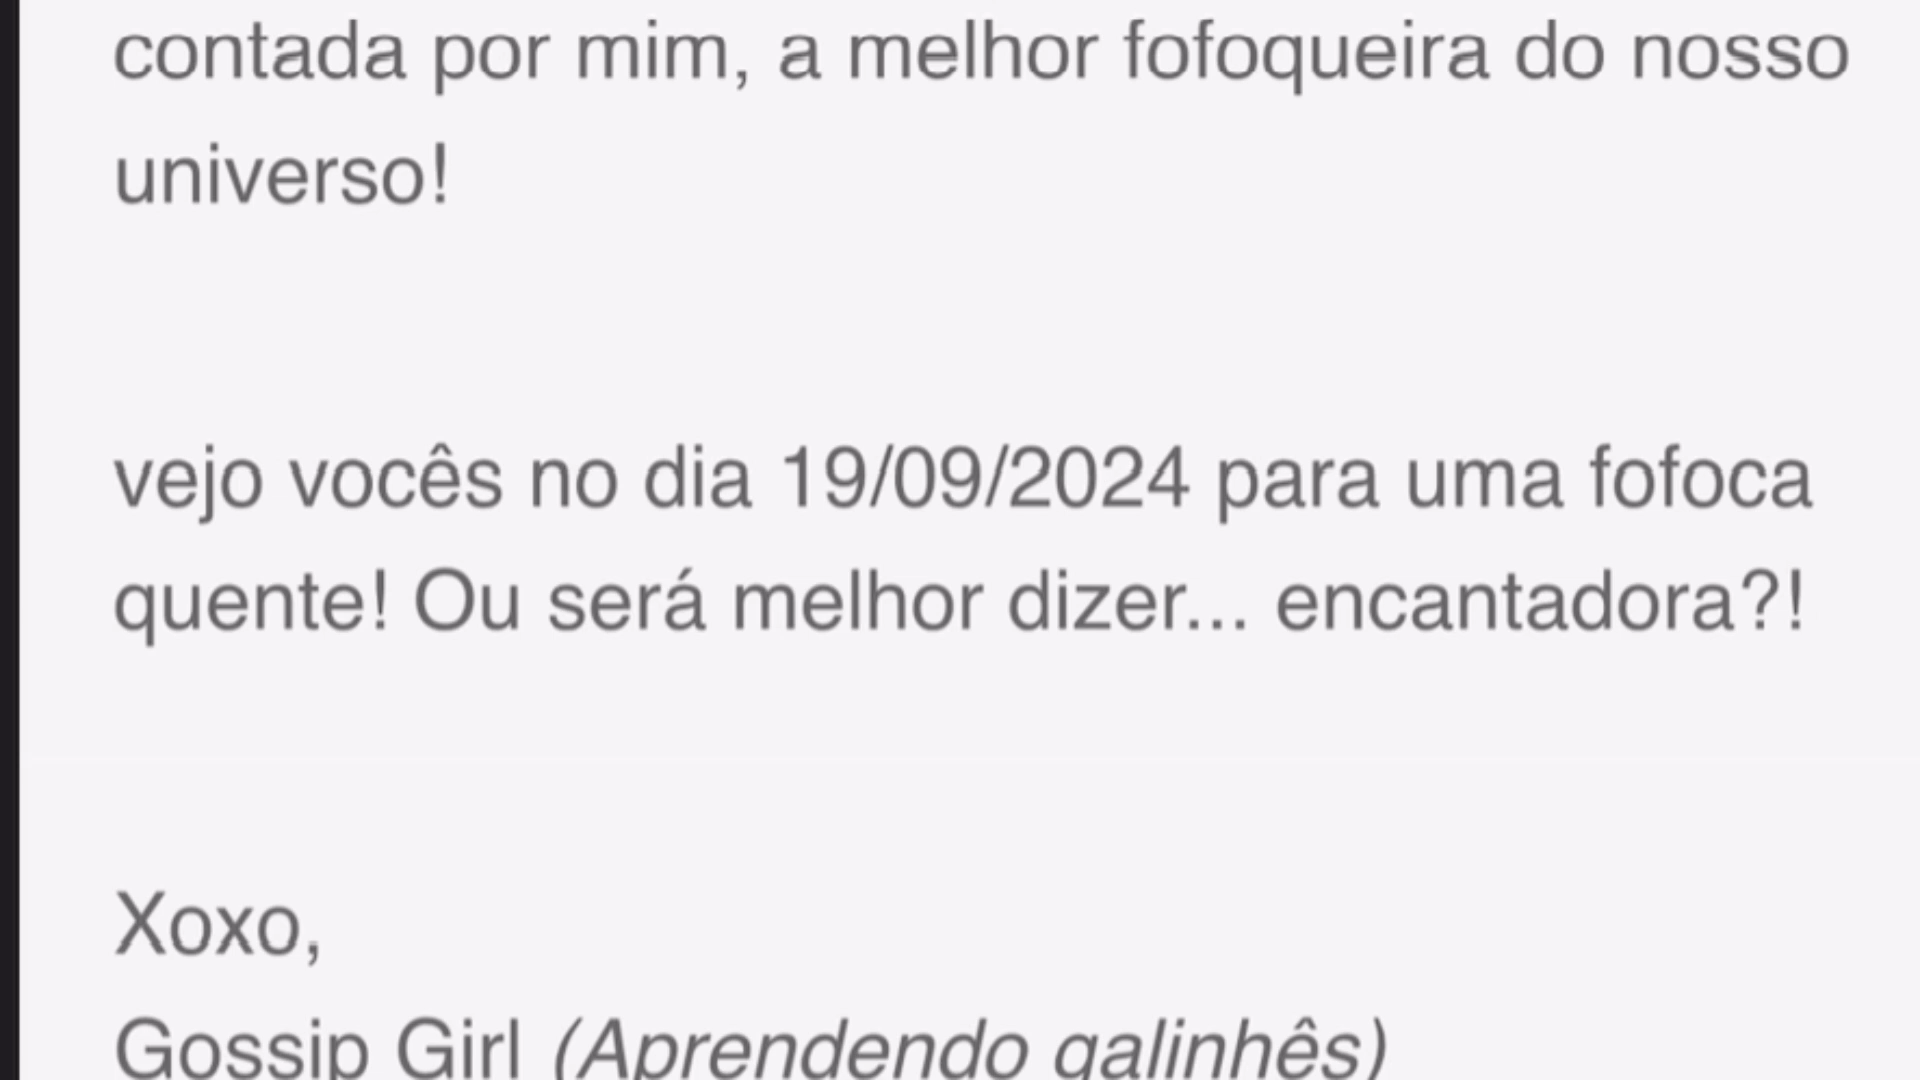 contada por mim, a melhor fofoqueira do nosso
universo!
vejo vocês no dia 19/09/2024 para uma fofoca
quente! Ou será melhor dizer... encantadora?!
Xoxo,
Gossip Girl (Aprendendo galinhês)